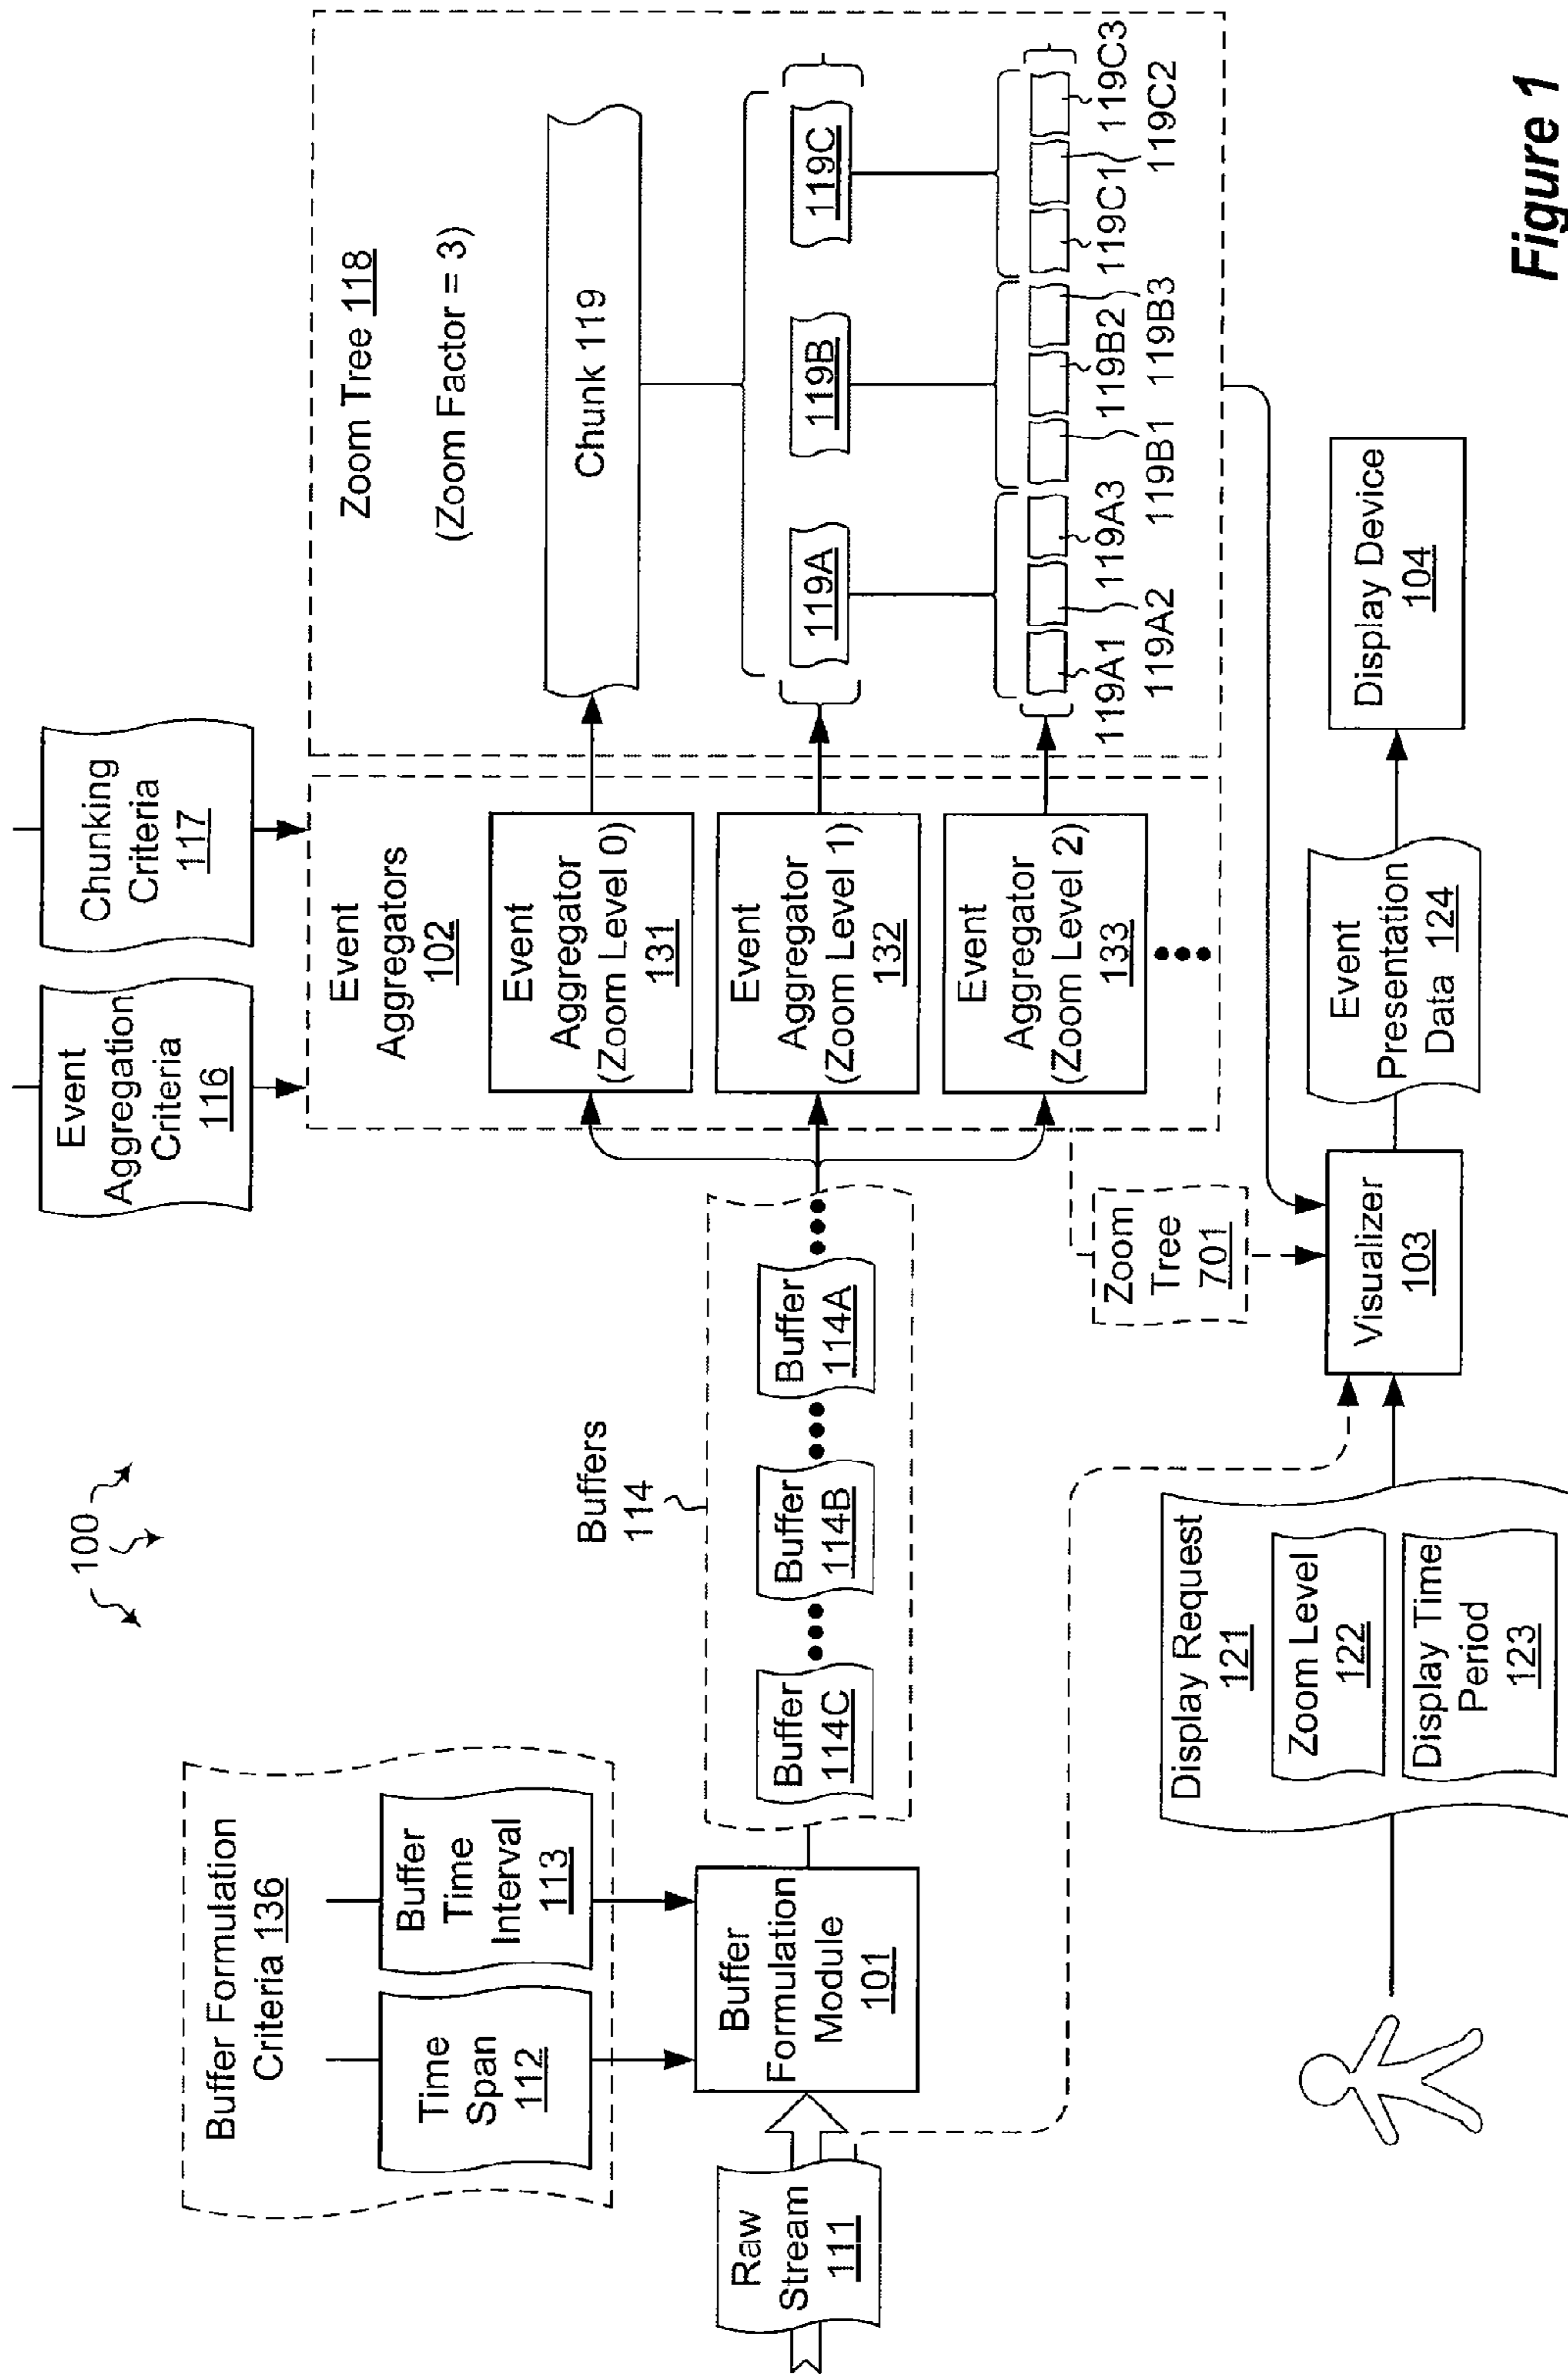 100
Event
Aggregation
Criteria
116
Chunking
Criteria
117
Buffer Formulation
Criteria 136
Time
Span
112
Buffer
Time
Interval
113
Raw
Stream
111
Buffer
Formulation
Module
101
Buffers
114
Buffer
114C
Buffer
114B
Buffer
114A
Event
Aggregators
102
Event
Aggregator
(Zoom Level 0)
131
Event
Aggregator
(Zoom Level 1)
132
Event
Aggregator
(Zoom Level 2)
133
Zoom Tree 118
(Zoom Factor = 3)
Chunk 119
119A
119B
119C
119A1
119A2
119A3
119B1
119B2
119B3
119C1
119C2
119C3
Zoom
Tree
701
Display Request
121
Zoom Level
122
Display Time
Period
123
Visualizer
103
Event
Presentation
Data 124
Display Device
104
Figure 1